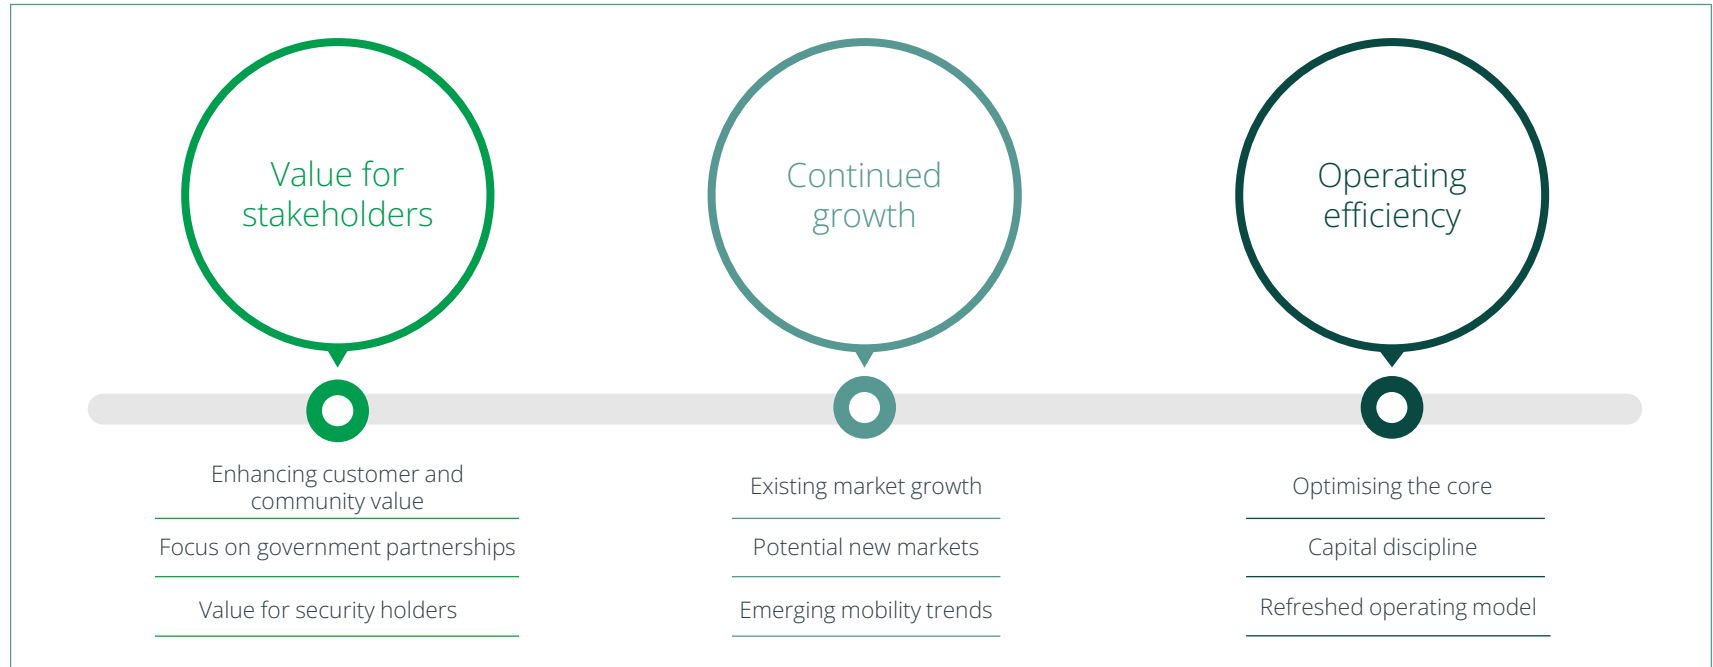 Value for
stakeholders
Continued
growth
Operating
efficiency
Enhancing customer and
community value
Focus on government partnerships
Value for security holders
Existing market growth
Potential new markets
Emerging mobility trends
Optimising the core
Capital discipline
Refreshed operating model